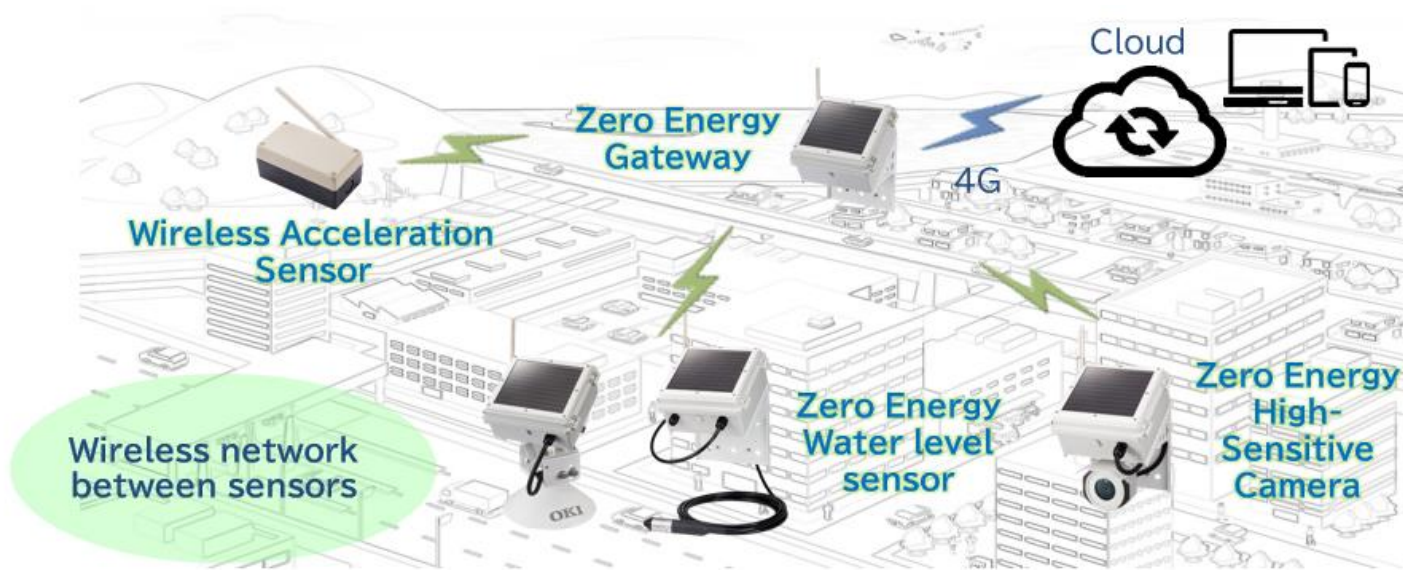 Cloud
Zero Energy
Gateway
4G
Wireless Acceleration
Sensor
Zero Energy
High-
Sensitive
Camera
Zero Energy
Water level
sensor
Wireless network
between sensors
OKI